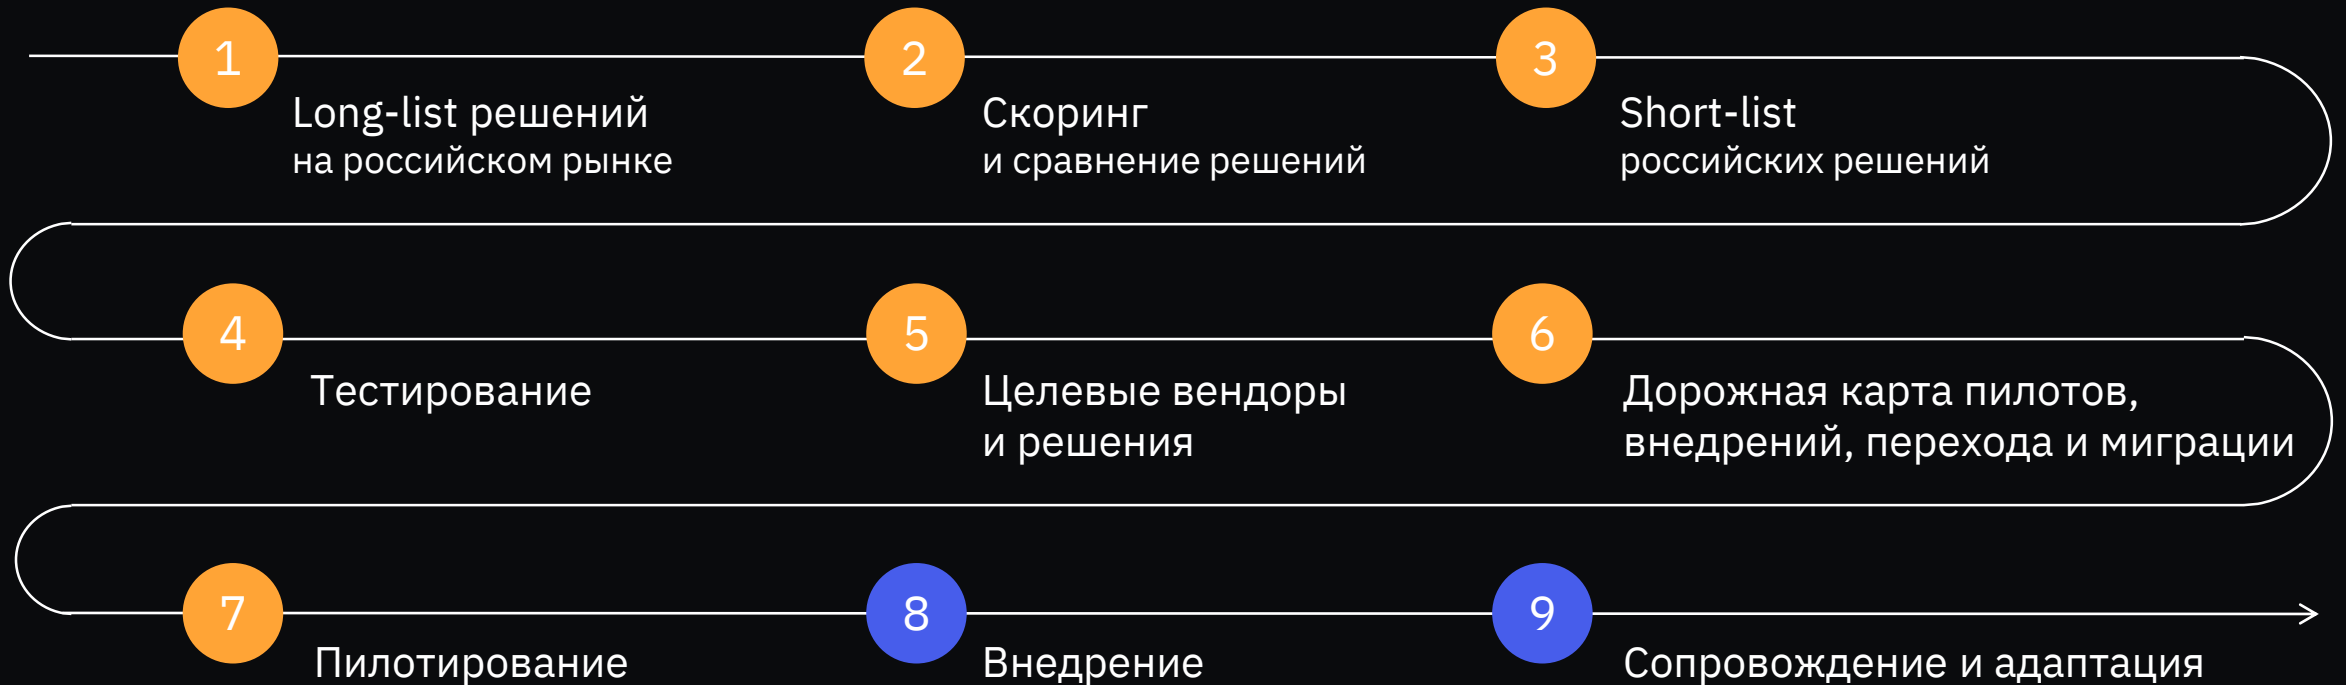 1
Long-list решений
на российском рынке
2
Скоринг
и сравнение решений
3
Short-list
российских решений
4
Тестирование
5
Целевые вендоры
и решения
6
Дорожная карта пилотов,
внедрений, перехода и миграции
7
Пилотирование
8
Внедрение
9
Сопровождение и адаптация